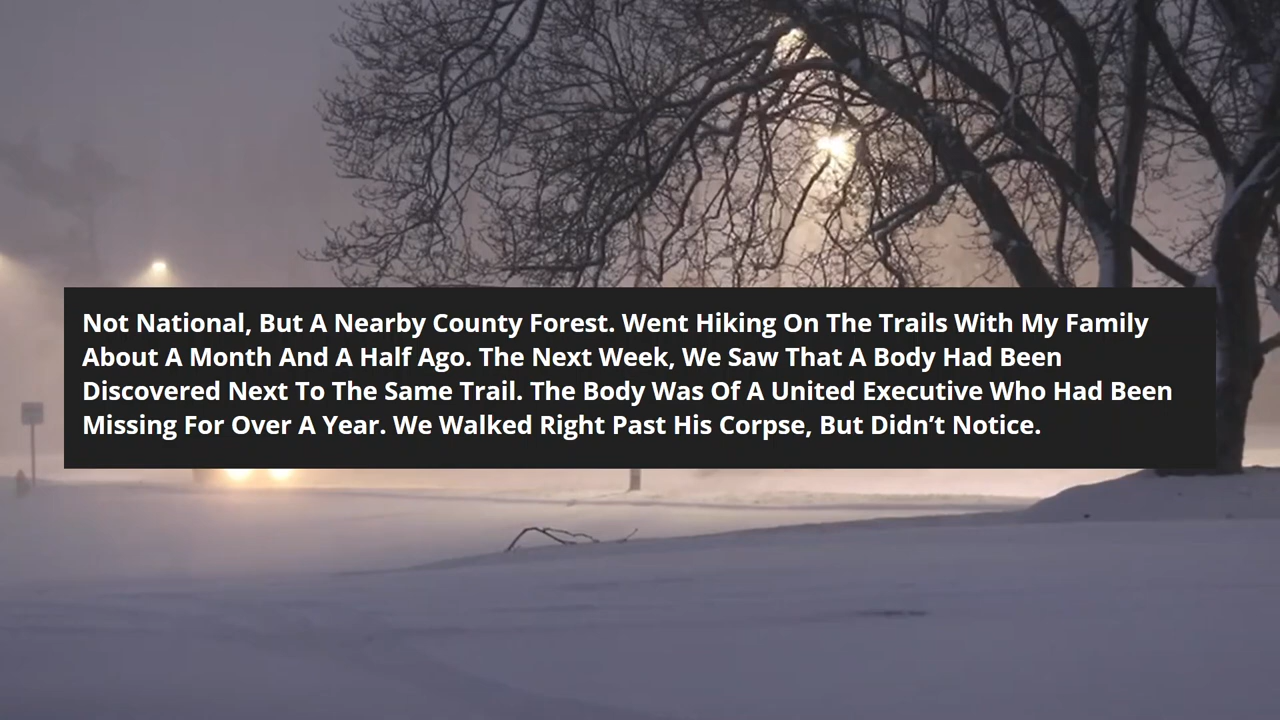 Not National, But A Nearby County Forest. Went Hiking On The Trails With My Family
About A Month And A Half Ago. The Next Week, We Saw That A Body Had Been
Discovered Next To The Same Trail. The Body Was Of A United Executive Who Had Been
Missing For Over A Year. We Walked Right Past His Corpse, But Didn’t Notice.